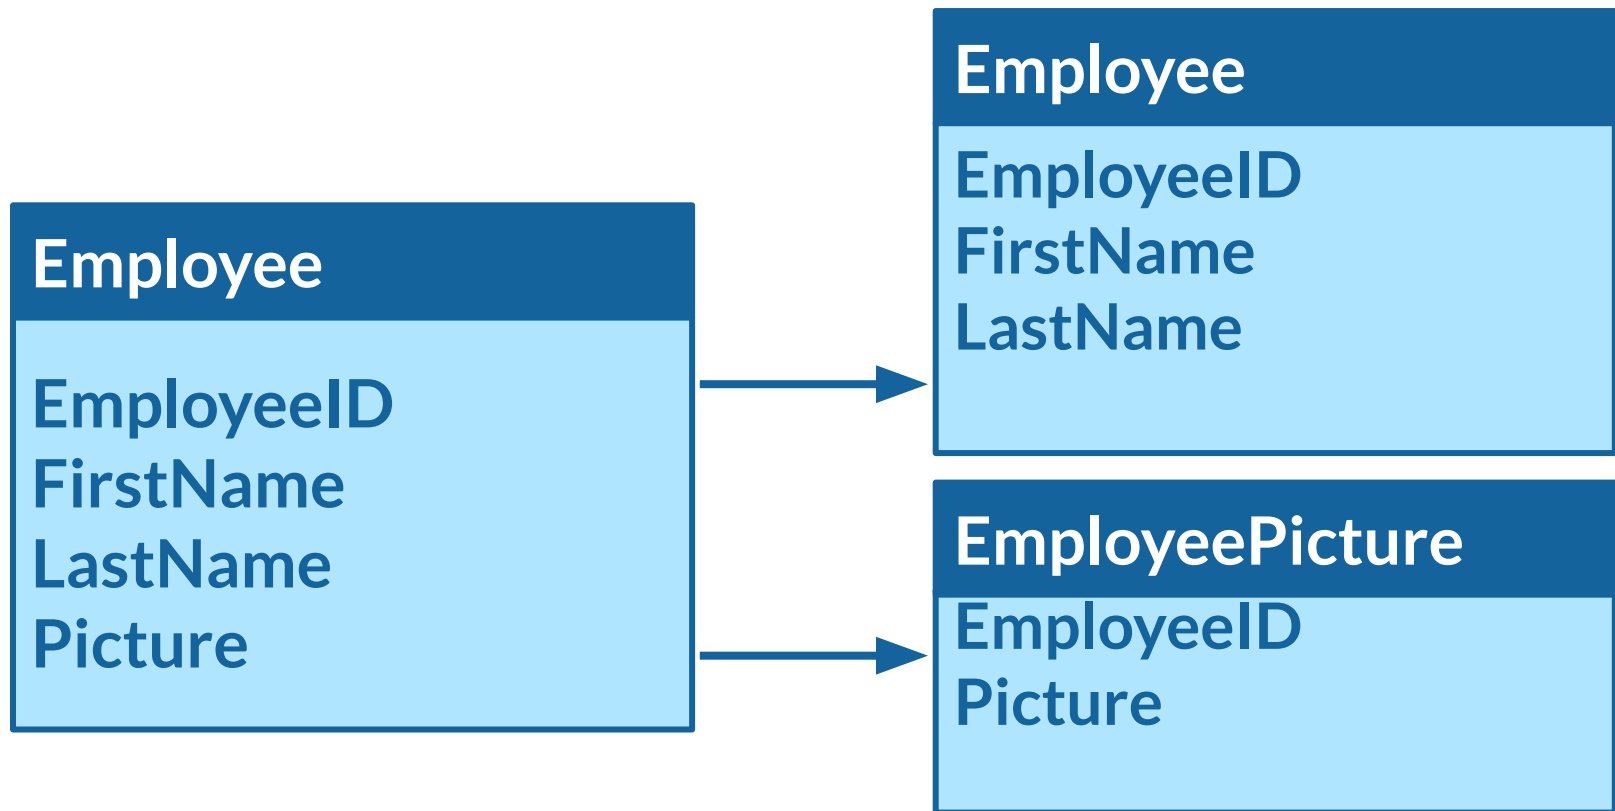 Employee
EmployeeID
FirstName
LastName
Picture
Employee
EmployeeID
FirstName
LastName
EmployeePicture
EmployeeID
Picture